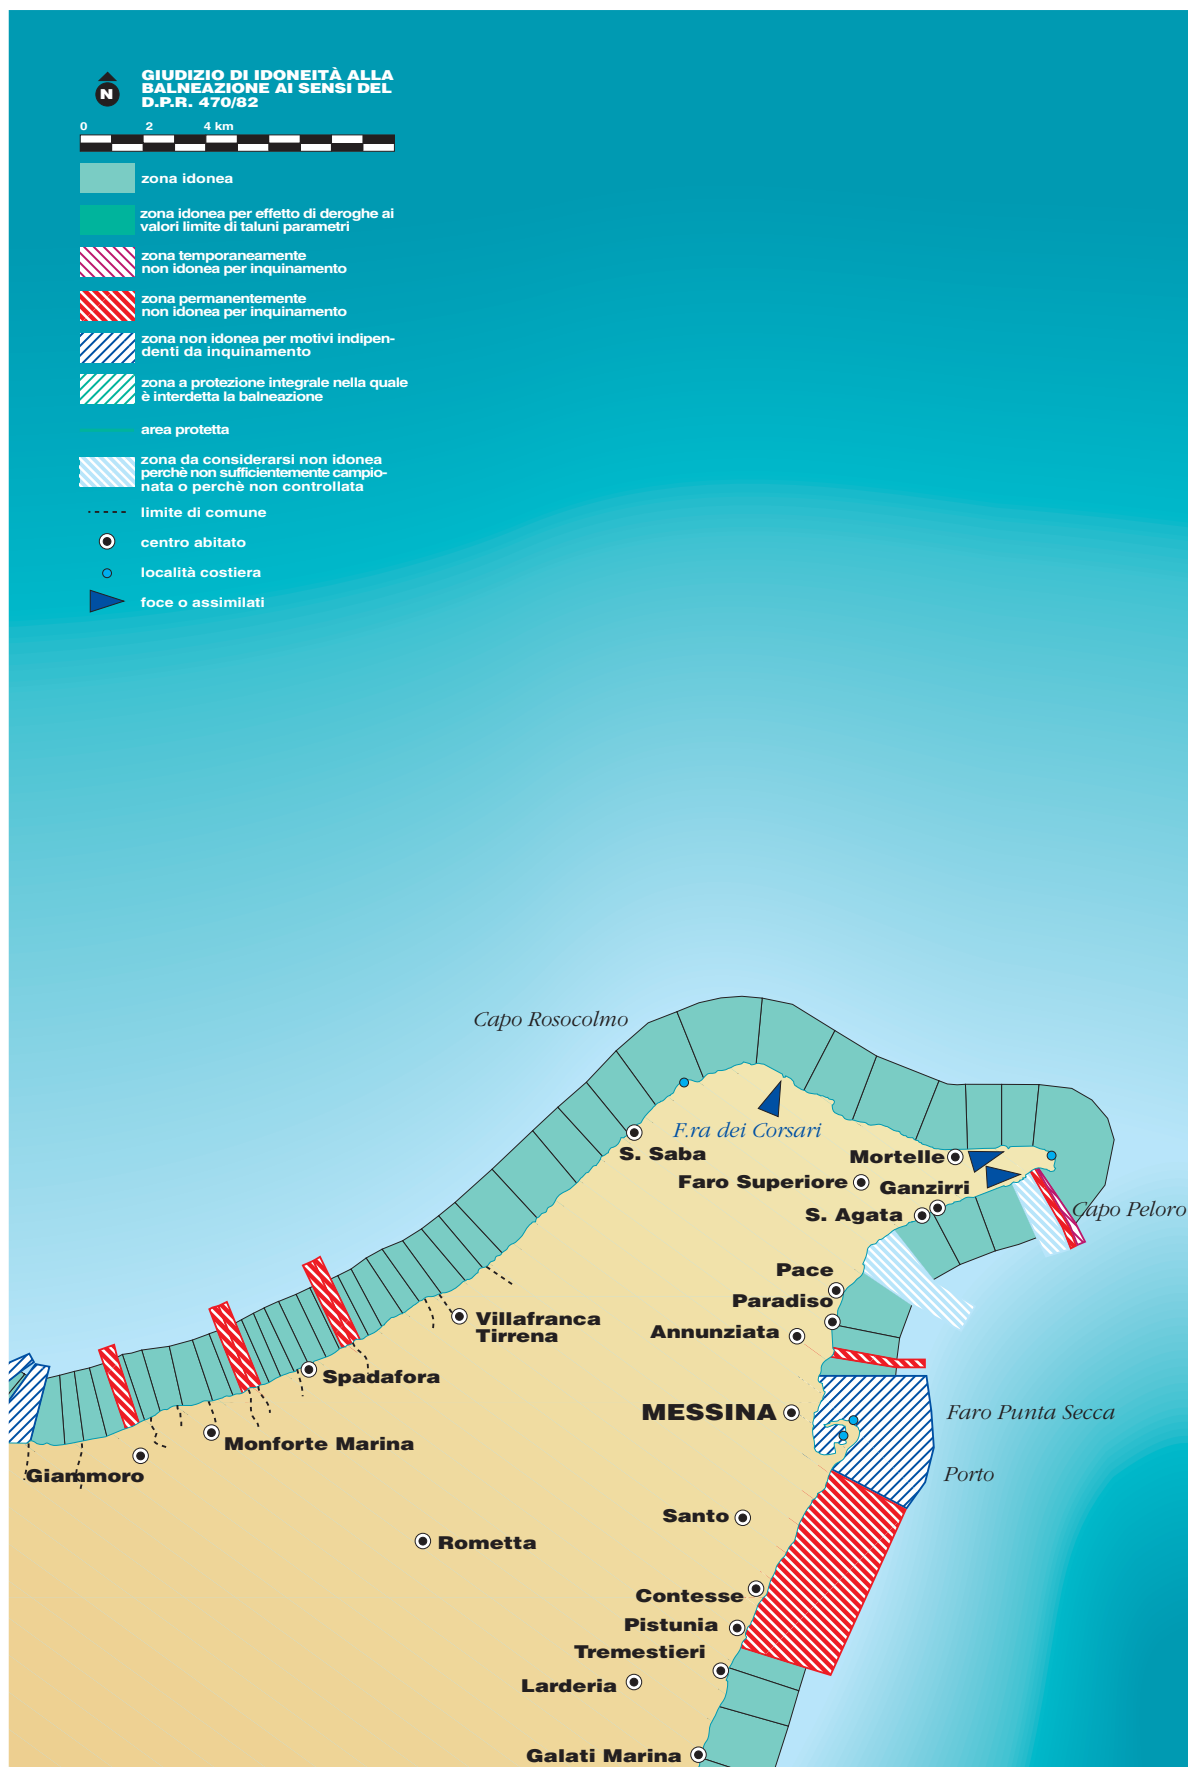 GIUDIZIO DI IDONEITÀ ALLA
BALNEAZIONE AI SENSI DEL
D.P.R. 470/82
N
0 2 4 km
zona idonea
zona idonea per effetto di deroghe ai
valori limite di taluni parametri
zona temporaneamente
non idonea per inquinamento
zona permanentemente
non idonea per inquinamento
zona non idonea per motivi indipen-
denti da inquinamento
zona a protezione integrale nella quale
è interdetta la balneazione
area protetta
zona da considerarsi non idonea
perchè non sufficientemente campio-
nata o perchè non controllata
limite di comune
centro abitato
località costiera
foce o assimilati
Capo Rosocolmo
F.ra dei Corsari
S. Saba
Mortelle
Faro Superiore
Ganzirri
S. Agata
Capo Peloro
Pace
Paradiso
Annunziata
Villafranca
Tirrena
Spadafora
MESSINA
Faro Punta Secca
Monforte Marina
Giammoro
Porto
Santo
Rometta
Contesse
Pistunia
Tremestieri
Larderia
Galati Marina